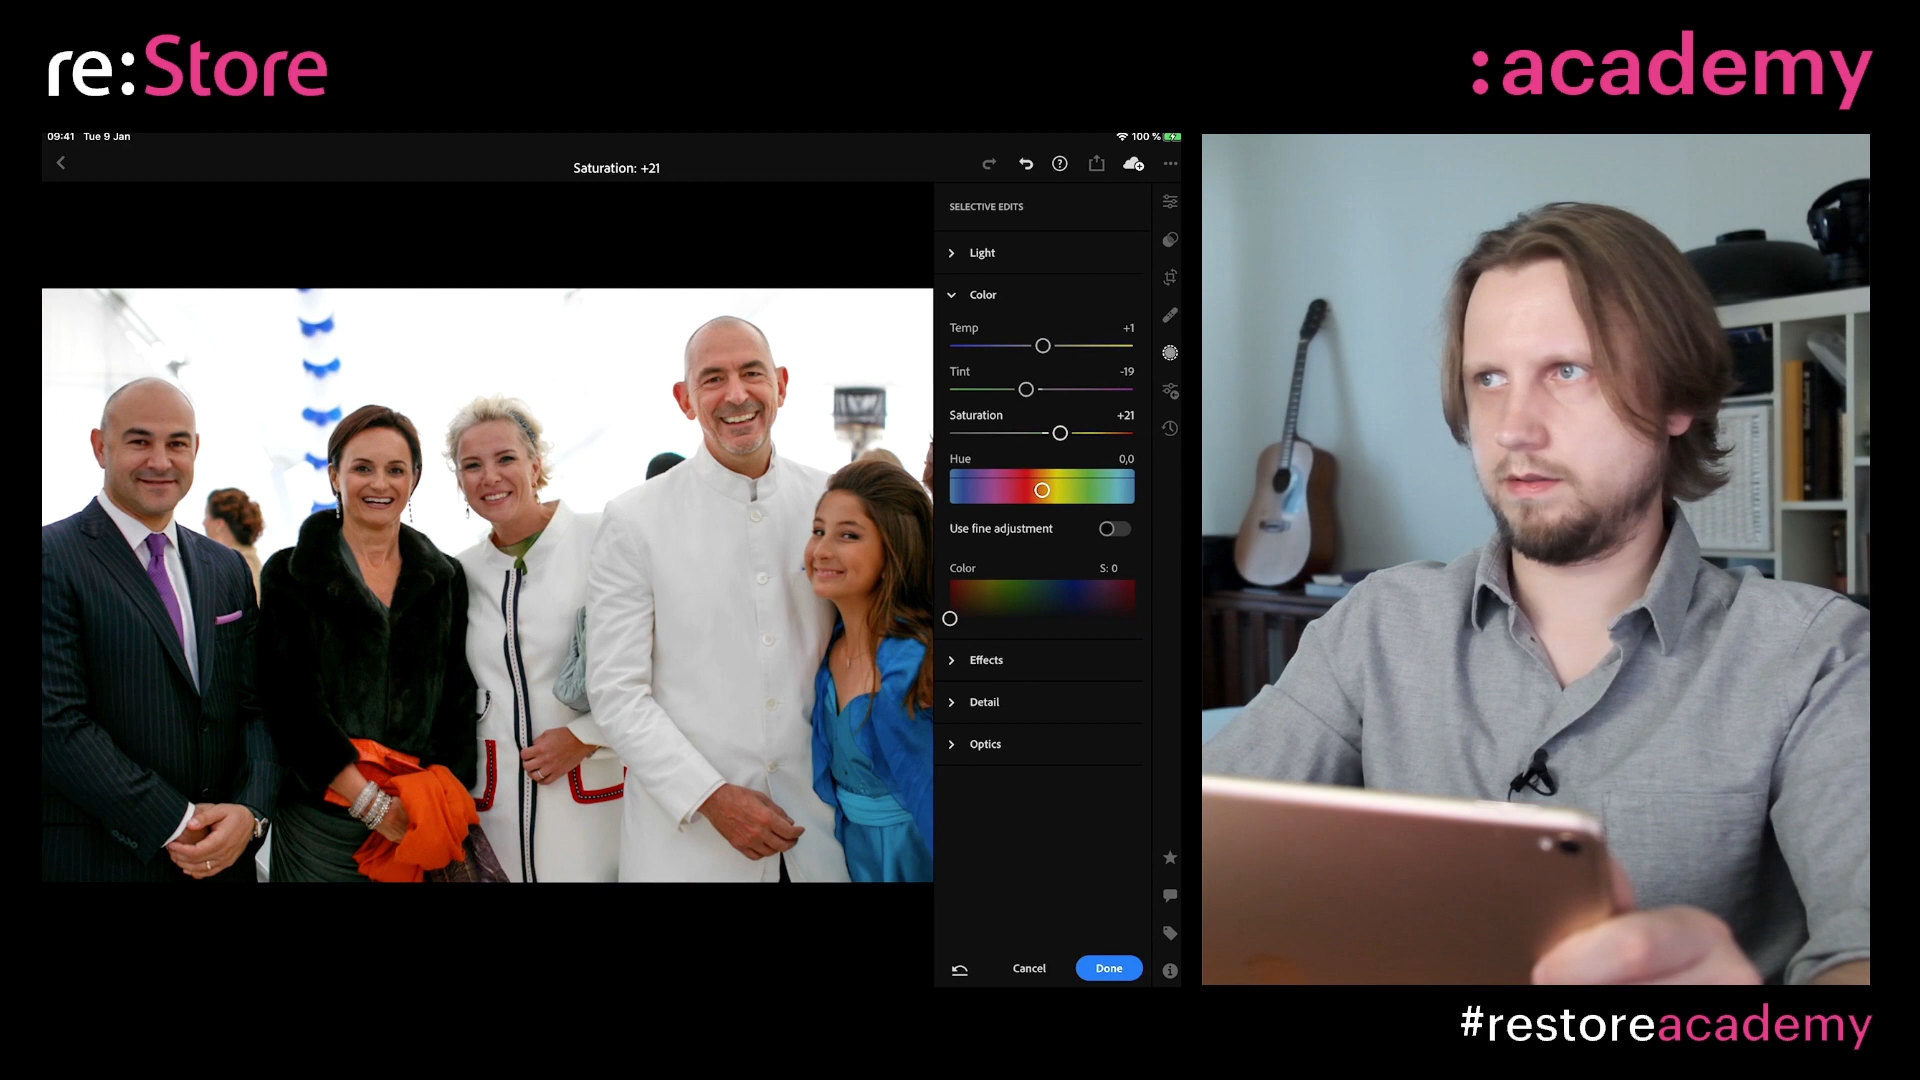 re:Store
:academy
09:41 Tue 9 Jan
100 %
Saturation: +21
SELECTIVE EDITS
Light
Color
Temp +1
Tint -19
Saturation +21
Hue 0,0
Use fine adjustment
Color S: 0
Effects
Detail
Optics
Cancel Done
#restoreacademy